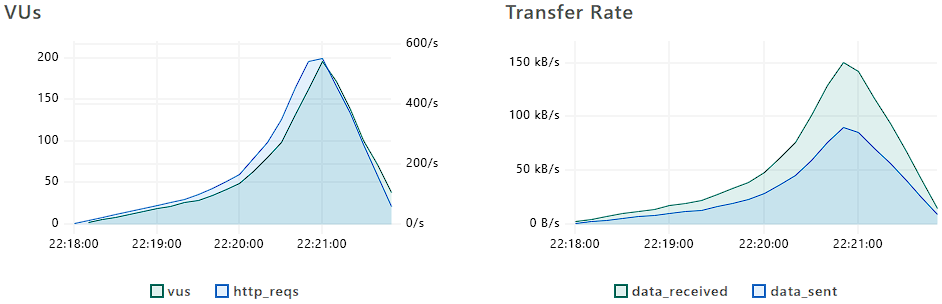 VUs
Transfer Rate
200
150
100
50
0
600/s
400/s
200/s
0/s
22:18:00 22:19:00 22:20:00 22:21:00
vus http_reqs
150 kB/s
100 kB/s
50 kB/s
0 B/s
22:18:00 22:19:00 22:20:00 22:21:00
data_received data_sent